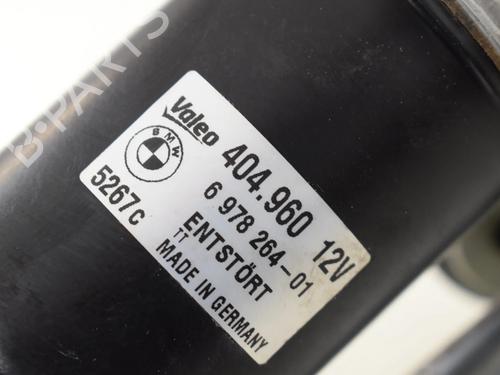 Valeo
BMW
404.960 12V
6 978 264-01
5267c
ENTSTÖRT
TT
MADE IN GERMANY
B-PARTS